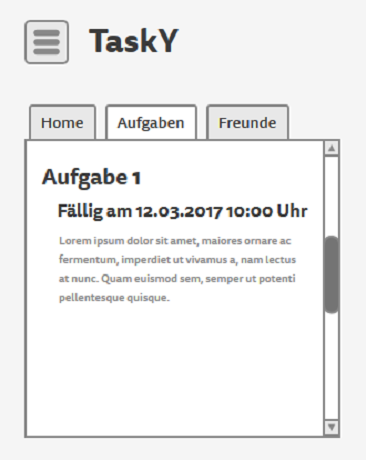 TaskY
Home Aufgaben Freunde
Aufgabe 1
Fällig am 12.03.2017 10:00 Uhr
Lorem ipsum dolor sit amet, maiores ornare ac
fermentum, imperdiet ut vivamus a, nam lectus
at nunc. Quam euismod sem, semper ut potenti
pellentesque quisque.